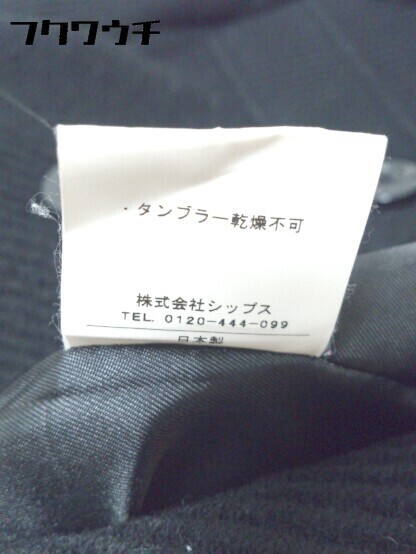 フクワウチ
・タンブラー乾燥不可
株式会社シップス
TEL. 0120-444-099
日本製